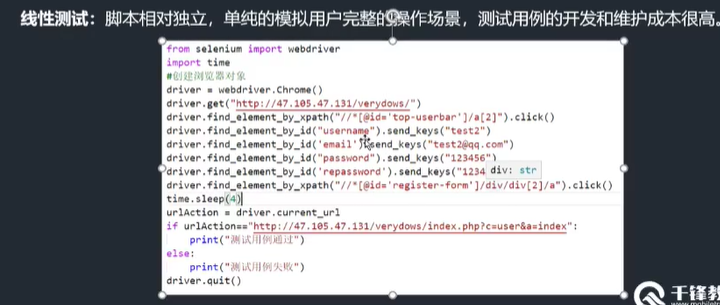 线性测试：脚本相对独立，单纯的模拟用户完整的操作场景，测试用例的开发和维护成本很高。
from selenium import webdriver
import time
#创建浏览器对象
driver = webdriver.Chrome()
driver.get("http://47.105.47.131/verydows/")
driver.find_element_by_xpath("//*[@id='top-userbar']/a[2]").click()
driver.find_element_by_id("username").send_keys("test2")
driver.find_element_by_id('email').send_keys("test2@qq.com")
driver.find_element_by_id("password").send_keys("123456")
driver.find_element_by_id('repassword').send_keys("1234
div: str
driver.find_element_by_xpath("//*[@id='register-form']/div/div[2]/a").click()
time.sleep(4)
urlAction = driver.current_url
if urlAction=="http://47.105.47.131/verydows/index.php?c=user&a=index":
print("测试用例通过")
else:
print("测试用例失败")
driver.quit()
千锋教